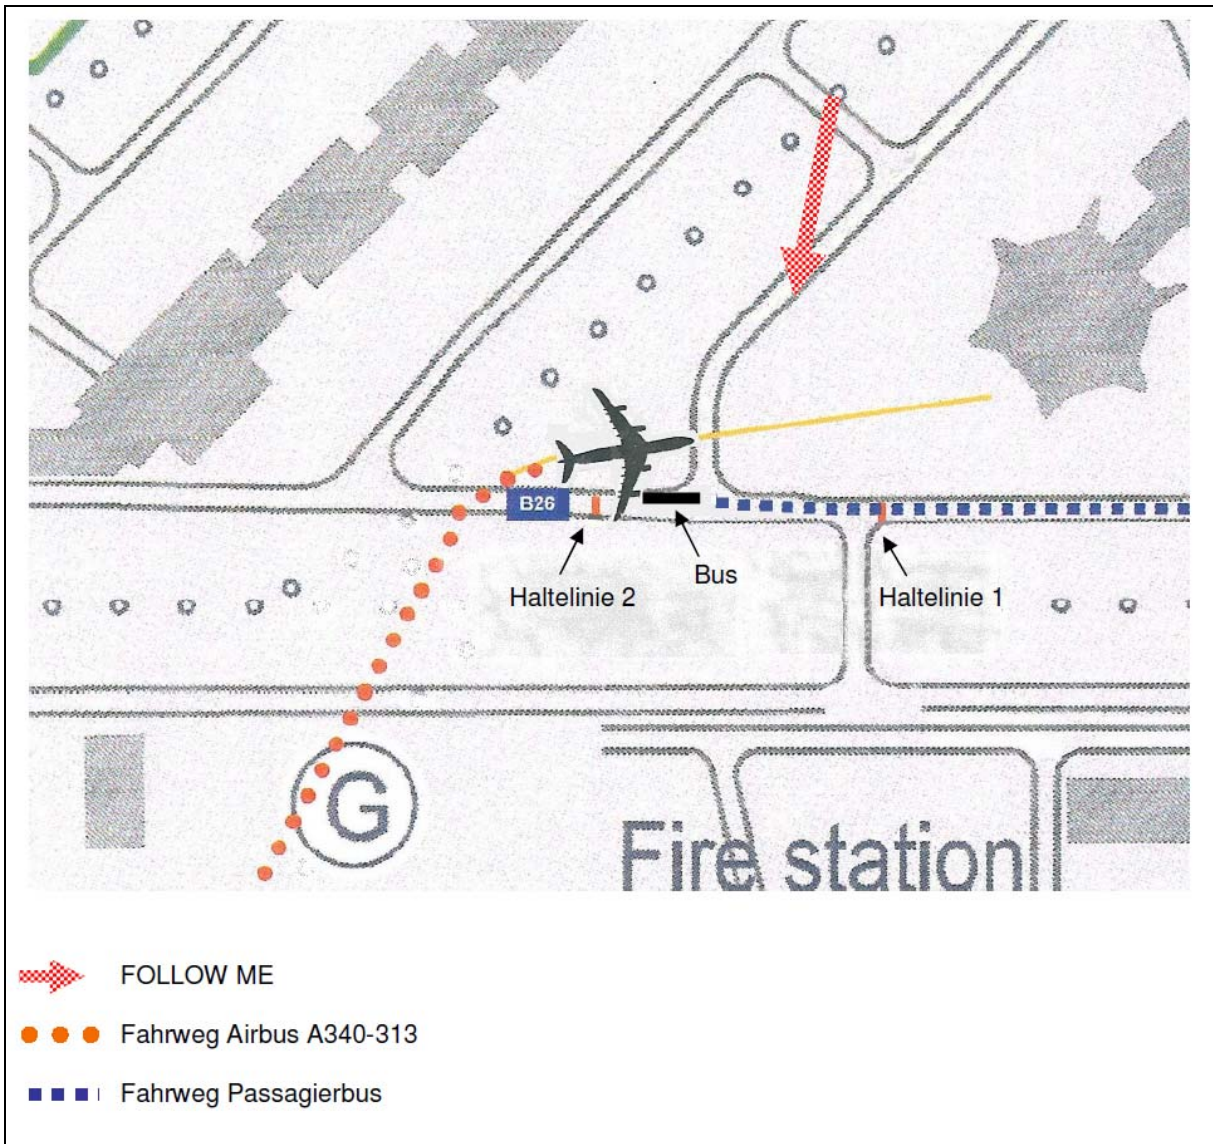 B26
Haltelinie 2
Bus
Haltelinie 1
G
Fire station
FOLLOW ME
Fahrweg Airbus A340-313
Fahrweg Passagierbus